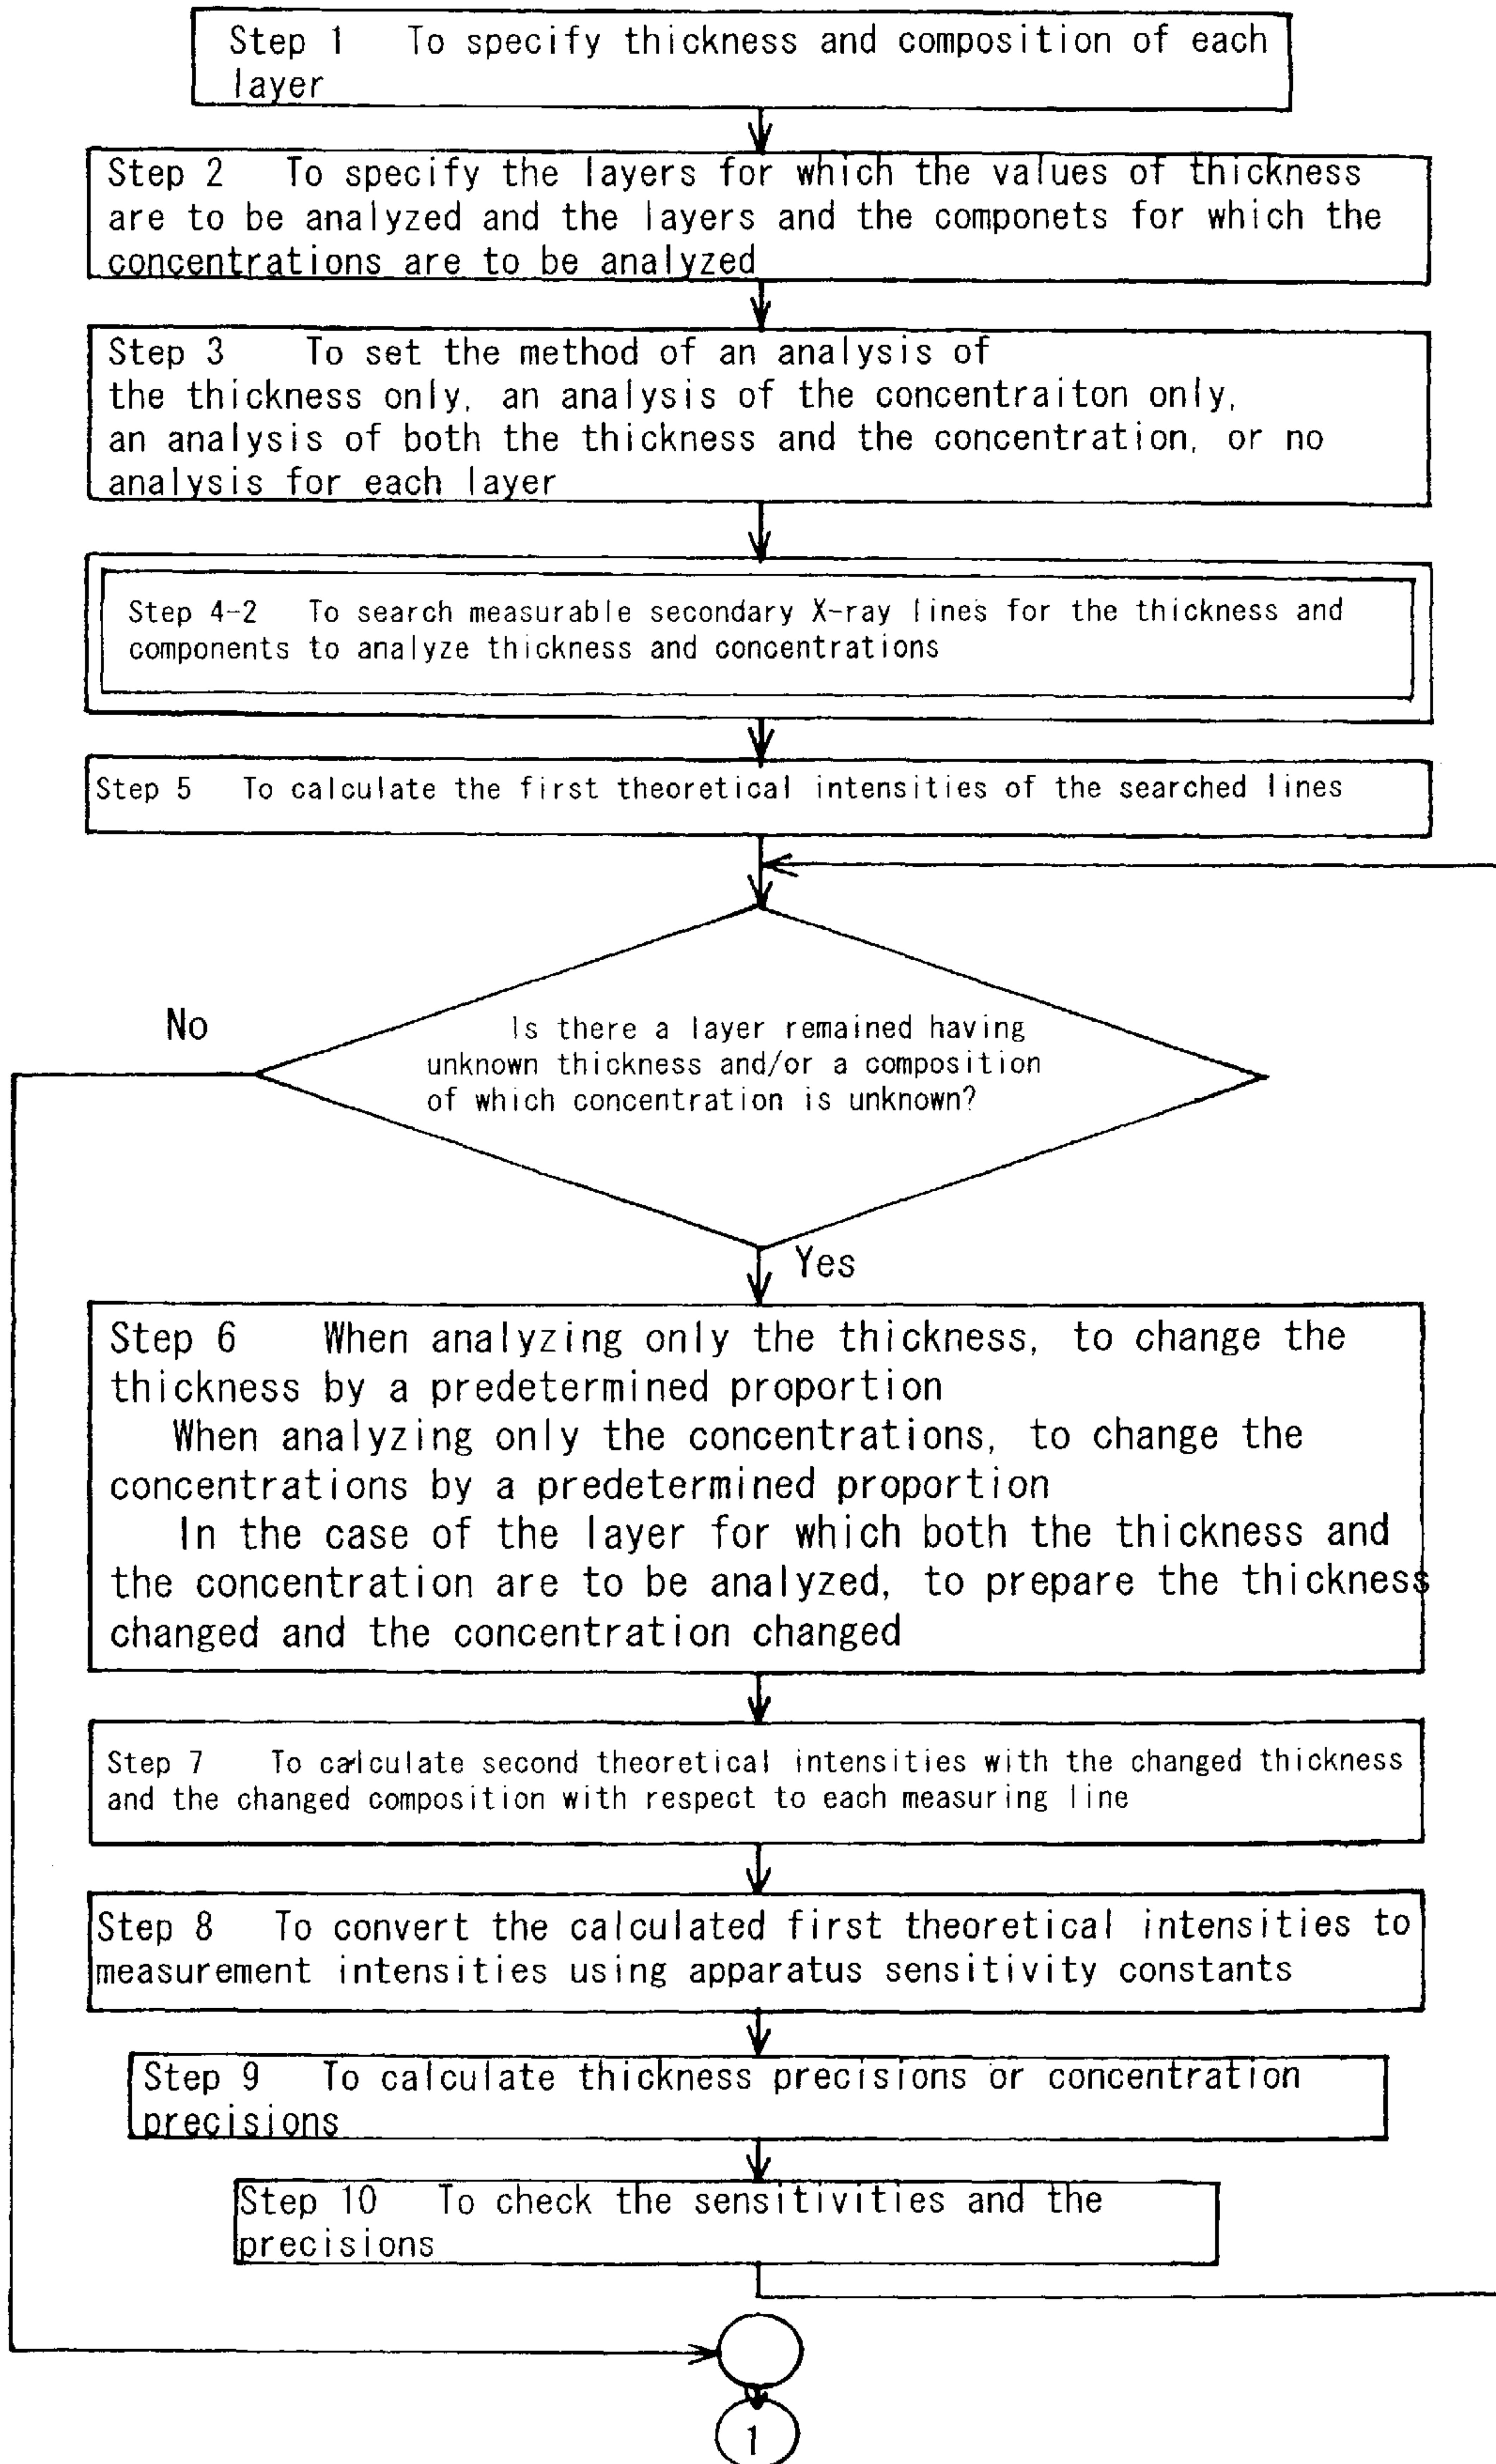 Step 1 To specify thickness and composition of each
layer
Step 2 To specify the layers for which the values of thickness
are to be analyzed and the layers and the componets for which the
concentrations are to be analyzed
Step 3 To set the method of an analysis of
the thickness only, an analysis of the concentraiton only,
an analysis of both the thickness and the concentration, or no
analysis for each layer
Step 4-2 To search measurable secondary X-ray lines for the thickness and
components to analyze thickness and concentrations
Step 5 To calculate the first theoretical intensities of the searched lines
No
Is there a layer remained having
unknown thickness and/or a composition
of which concentration is unknown?
Yes
Step 6 When analyzing only the thickness, to change the
thickness by a predetermined proportion
When analyzing only the concentrations, to change the
concentrations by a predetermined proportion
In the case of the layer for which both the thickness and
the concentration are to be analyzed, to prepare the thickness
changed and the concentration changed
Step 7 To calculate second theoretical intensities with the changed thickness
and the changed composition with respect to each measuring line
Step 8 To convert the calculated first theoretical intensities to
measurement intensities using apparatus sensitivity constants
Step 9 To calculate thickness precisions or concentration
precisions
Step 10 To check the sensitivities and the
precisions
1